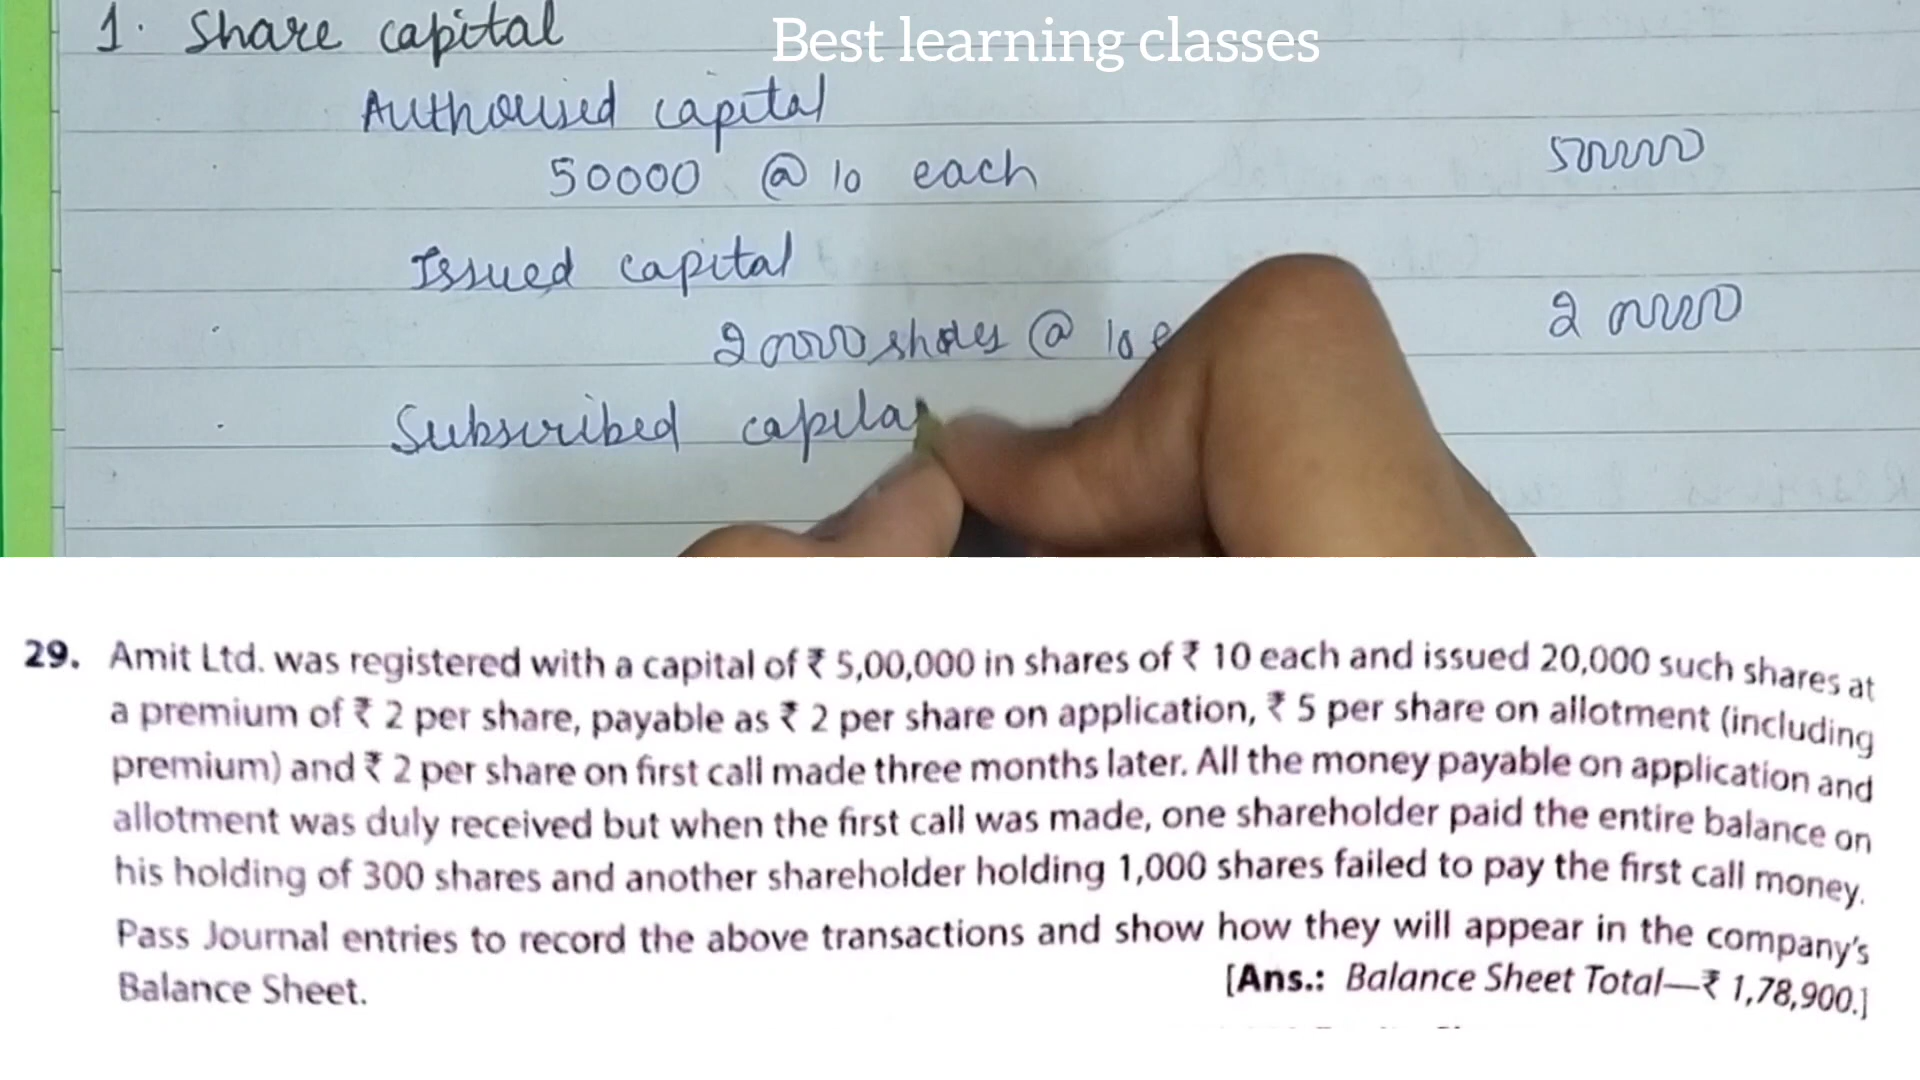 1. Share capital
Best learning classes
Authorised capital
50000 @ 10 each
500000
Issued capital
20000 shares @ 10 e
200000
Subscribed capita
29. Amit Ltd. was registered with a capital of ₹ 5,00,000 in shares of ₹ 10 each and issued 20,000 such shares at
a premium of ₹ 2 per share, payable as ₹ 2 per share on application, ₹ 5 per share on allotment (including
premium) and ₹ 2 per share on first call made three months later. All the money payable on application and
allotment was duly received but when the first call was made, one shareholder paid the entire balance on
his holding of 300 shares and another shareholder holding 1,000 shares failed to pay the first call money.
Pass Journal entries to record the above transactions and show how they will appear in the company's
Balance Sheet.
[Ans.: Balance Sheet Total—₹ 1,78,900.]